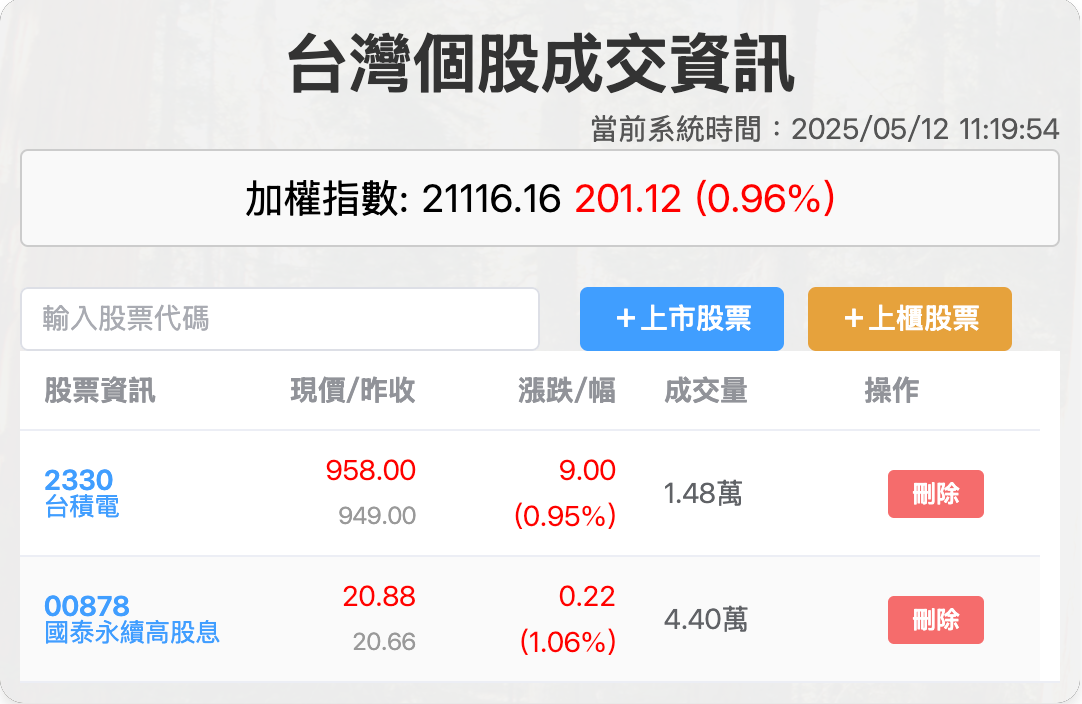 台灣個股成交資訊
當前系統時間：2025/05/12 11:19:54
加權指數: 21116.16 201.12 (0.96%)
輸入股票代碼 +上市股票 +上櫃股票
股票資訊 現價/昨收 漲跌/幅 成交量 操作
2330 958.00 9.00 1.48萬 刪除
台積電 949.00 (0.95%)
00878 20.88 0.22 4.40萬 刪除
國泰永續高股息 20.66 (1.06%)